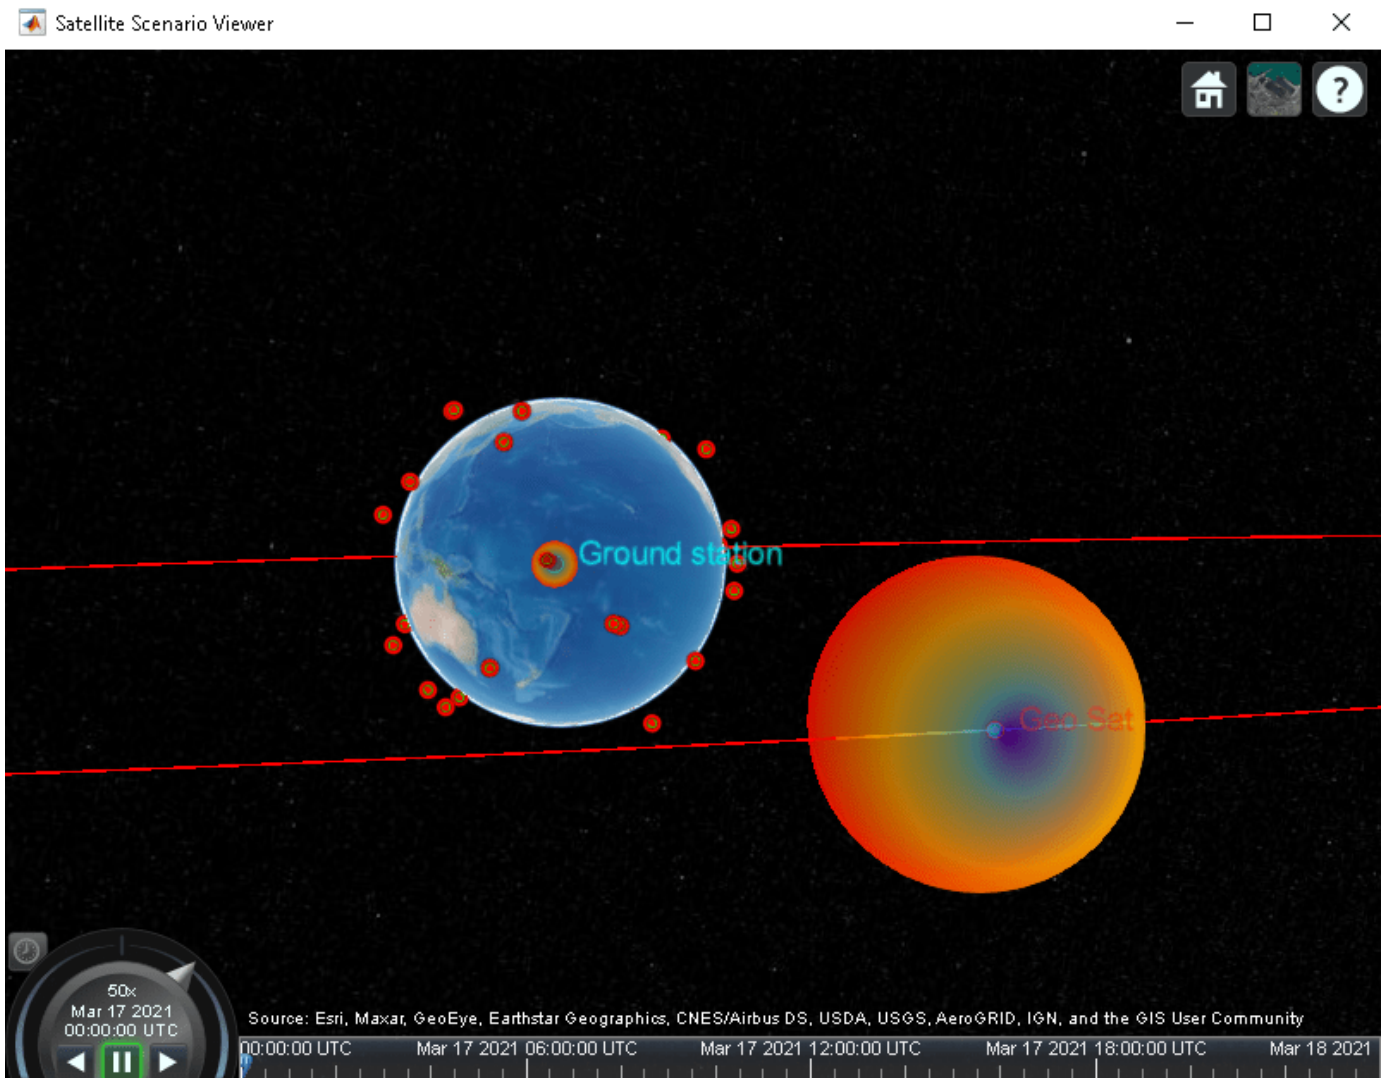 Satellite Scenario Viewer
?
Ground station
Geo Sat
50x
Mar 17 2021
00:00:00 UTC
Source: Esri, Maxar, GeoEye, Earthstar Geographics, CNES/Airbus DS, USDA, USGS, AeroGRID, IGN, and the GIS User Community
00:00:00 UTC Mar 17 2021 06:00:00 UTC Mar 17 2021 12:00:00 UTC Mar 17 2021 18:00:00 UTC Mar 18 2021